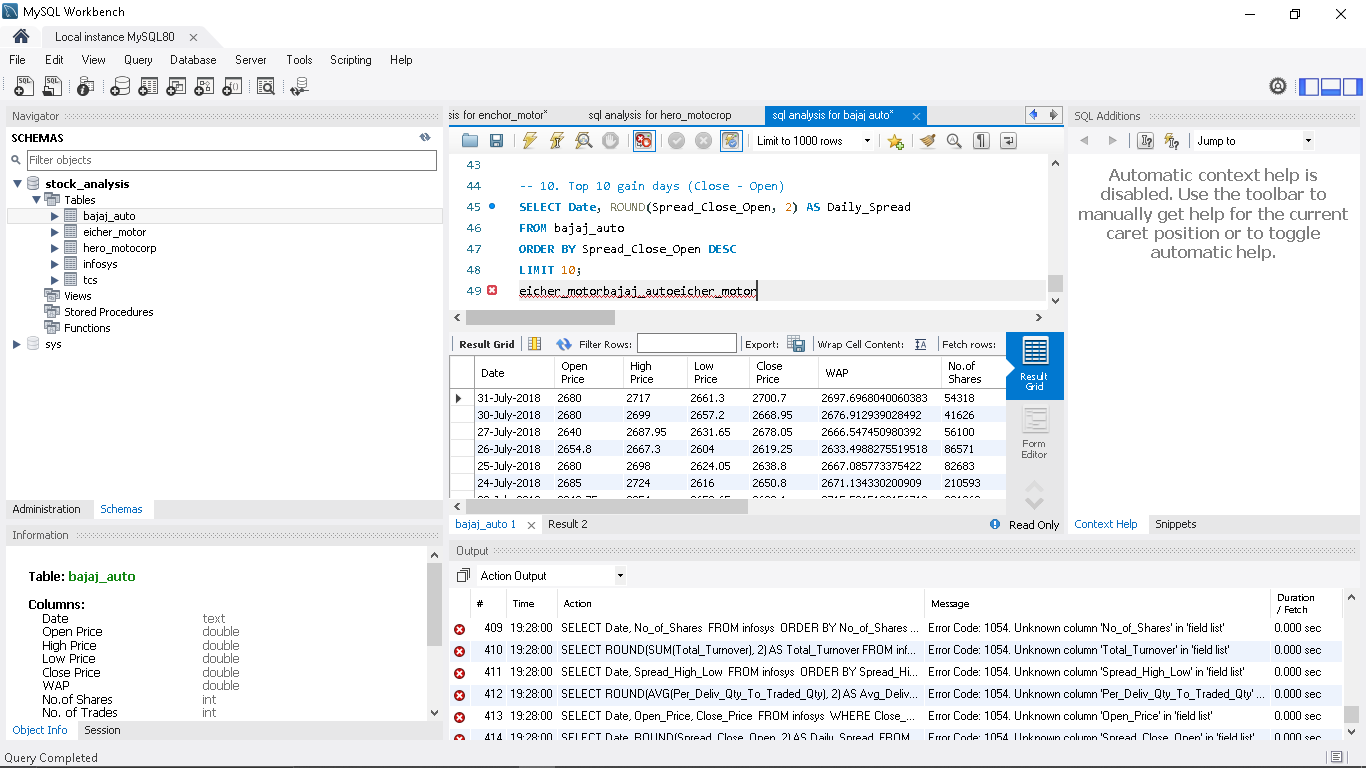 MySQL Workbench
Local instance MySQL80
File Edit View Query Database Server Tools Scripting Help
Navigator
SCHEMAS
Filter objects
stock_analysis
Tables
bajaj_auto
eicher_motor
hero_motocorp
infosys
tcs
Views
Stored Procedures
Functions
sys
Administration Schemas
Information
Table: bajaj_auto
Columns:
Date text
Open Price double
High Price double
Low Price double
Close Price double
WAP double
No.of Shares int
No. of Trades int
Object Info Session
sis for enchor_motor* sql analysis for hero_motocrop sql analysis for bajaj auto*
Limit to 1000 rows
43
44 -- 10. Top 10 gain days (Close - Open)
45 SELECT Date, ROUND(Spread_Close_Open, 2) AS Daily_Spread
46 FROM bajaj_auto
47 ORDER BY Spread_Close_Open DESC
48 LIMIT 10;
49 eicher_motorbajaj_autoeicher_motor
Result Grid Filter Rows: Export: Wrap Cell Content: Fetch rows:
Date Open Price High Price Low Price Close Price WAP No.of Shares
31-July-2018 2680 2717 2661.3 2700.7 2697.6968040060383 54318
30-July-2018 2680 2699 2657.2 2668.95 2676.912939028492 41626
27-July-2018 2640 2687.95 2631.65 2678.05 2666.547450980392 56100
26-July-2018 2654.8 2667.3 2604 2619.25 2633.4988275519518 86571
25-July-2018 2680 2698 2624.05 2638.8 2667.085773375422 82683
24-July-2018 2685 2724 2616 2650.8 2671.134330200909 210593
Result Grid
Form Editor
bajaj_auto 1 Result 2 Read Only
SQL Additions
Jump to
Automatic context help is
disabled. Use the toolbar to
manually get help for the current
caret position or to toggle
automatic help.
Context Help Snippets
Output
Action Output
# Time Action Message Duration / Fetch
409 19:28:00 SELECT Date, No_of_Shares FROM infosys ORDER BY No_of_Shares ... Error Code: 1054. Unknown column 'No_of_Shares' in 'field list' 0.000 sec
410 19:28:00 SELECT ROUND(SUM(Total_Turnover), 2) AS Total_Turnover FROM inf... Error Code: 1054. Unknown column 'Total_Turnover' in 'field list' 0.000 sec
411 19:28:00 SELECT Date, Spread_High_Low FROM infosys ORDER BY Spread_Hi... Error Code: 1054. Unknown column 'Spread_High_Low' in 'field list' 0.000 sec
412 19:28:00 SELECT ROUND(AVG(Per_Deliv_Qty_To_Traded_Qty), 2) AS Avg_Deliv... Error Code: 1054. Unknown column 'Per_Deliv_Qty_To_Traded_Qty' ... 0.000 sec
413 19:28:00 SELECT Date, Open_Price, Close_Price FROM infosys WHERE Close_... Error Code: 1054. Unknown column 'Open_Price' in 'field list' 0.000 sec
414 19:28:00 SELECT Date, ROUND(Spread_Close_Open, 2) AS Daily_Spread FROM... Error Code: 1054. Unknown column 'Spread_Close_Open' in 'field list' 0.000 sec
Query Completed